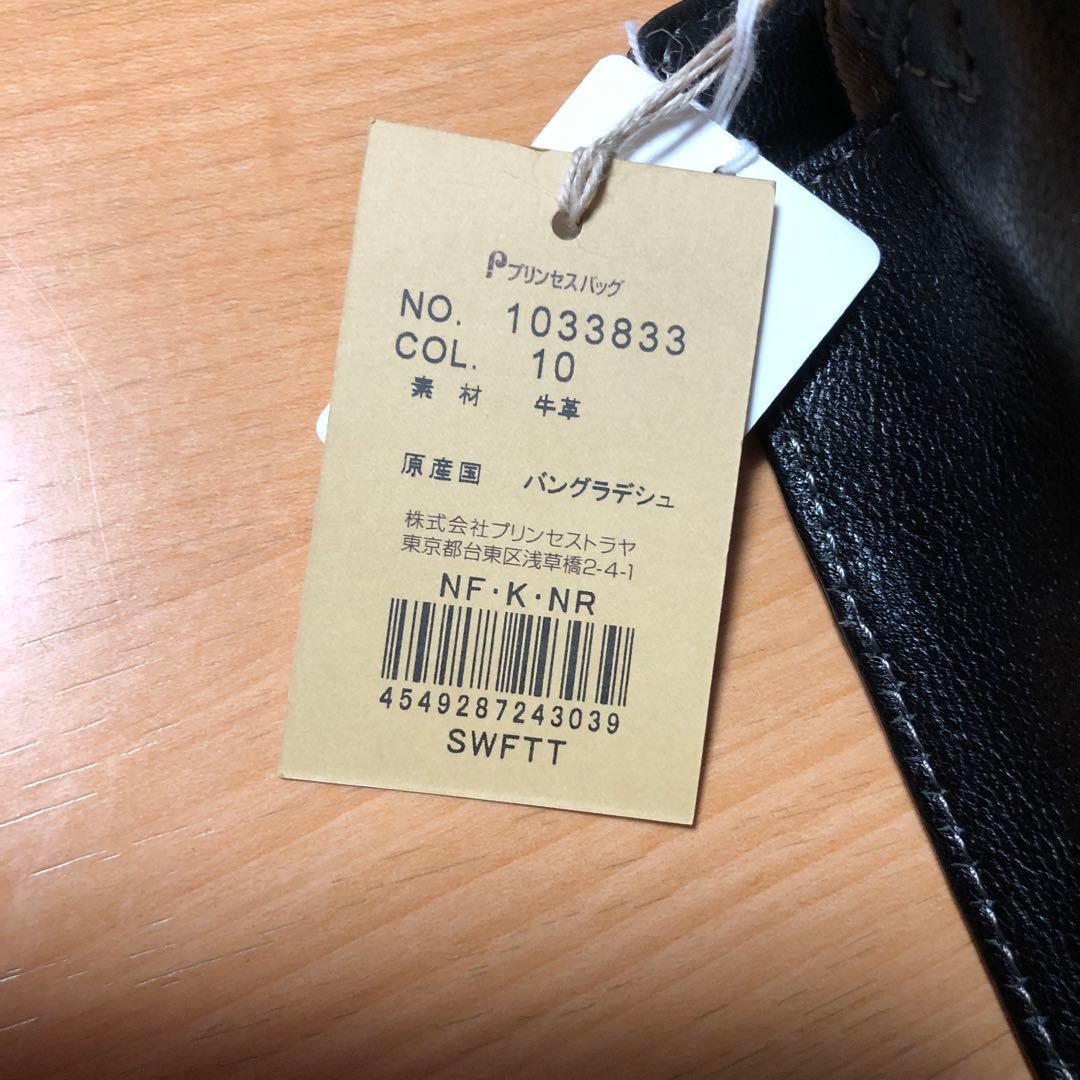 プリンセスバッグ
NO. 1033833
COL. 10
素材 牛革
原産国 バングラデシュ
株式会社プリンセストラヤ
東京都台東区浅草橋2-4-1
NF·K·NR
4549287243039
SWFTT